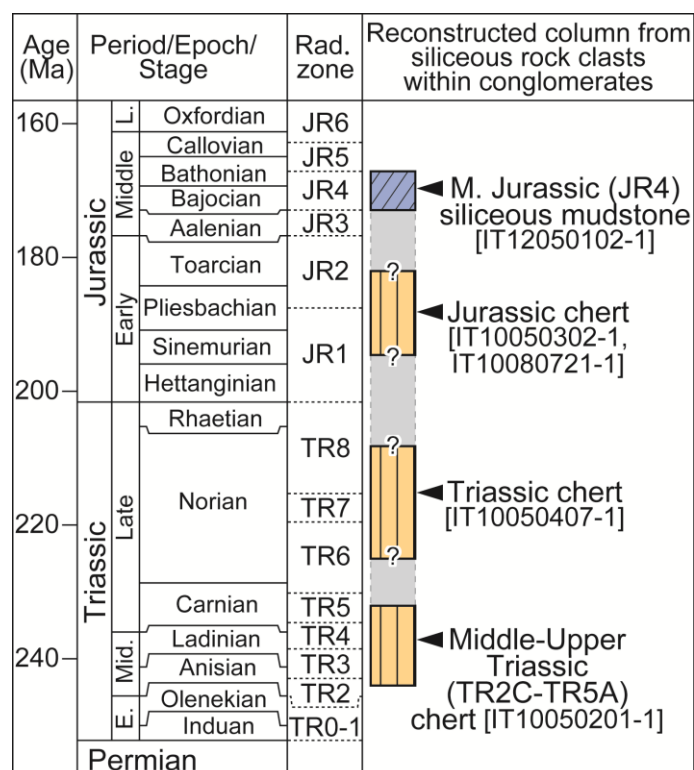 Age
(Ma)
Period/Epoch/
Stage
Rad.
zone
Reconstructed column from
siliceous rock clasts
within conglomerates
160
180
200
220
240
Jurassic
Triassic
L.
Middle
Early
Late
Mid.
E.
Oxfordian
Callovian
Bathonian
Bajocian
Aalenian
Toarcian
Pliesbachian
Sinemurian
Hettanginian
Rhaetian
Norian
Carnian
Ladinian
Anisian
Olenekian
Induan
Permian
JR6
JR5
JR4
JR3
JR2
JR1
TR8
TR7
TR6
TR5
TR4
TR3
TR2
TR0-1
?
?
?
?
M. Jurassic (JR4)
siliceous mudstone
[IT12050102-1]
Jurassic chert
[IT10050302-1,
IT10080721-1]
Triassic chert
[IT10050407-1]
Middle-Upper
Triassic
(TR2C-TR5A)
chert [IT10050201-1]